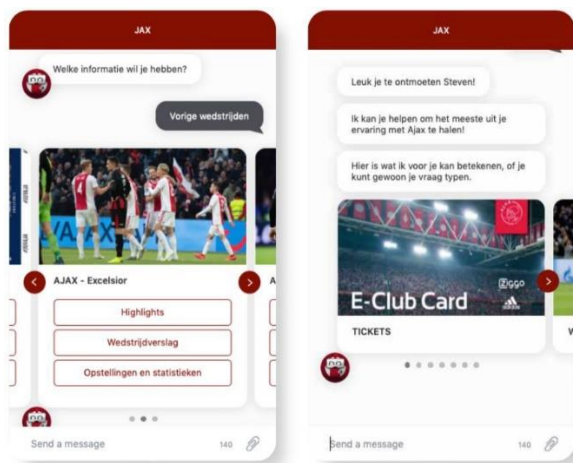 JAX
Welke informatie wil je hebben?
Vorige wedstrijden
AJAX - Excelsior
A
Highlights
Wedstrijdverslag
Opstellingen en statistieken
Send a message
140
JAX
Leuk je te ontmoeten Steven!
Ik kan je helpen om het meeste uit je
ervaring met Ajax te halen!
Hier is wat ik voor je kan betekenen, of je
kunt gewoon je vraag typen.
E-Club Card
Ziggo
adidas
TICKETS
W
Send a message
140